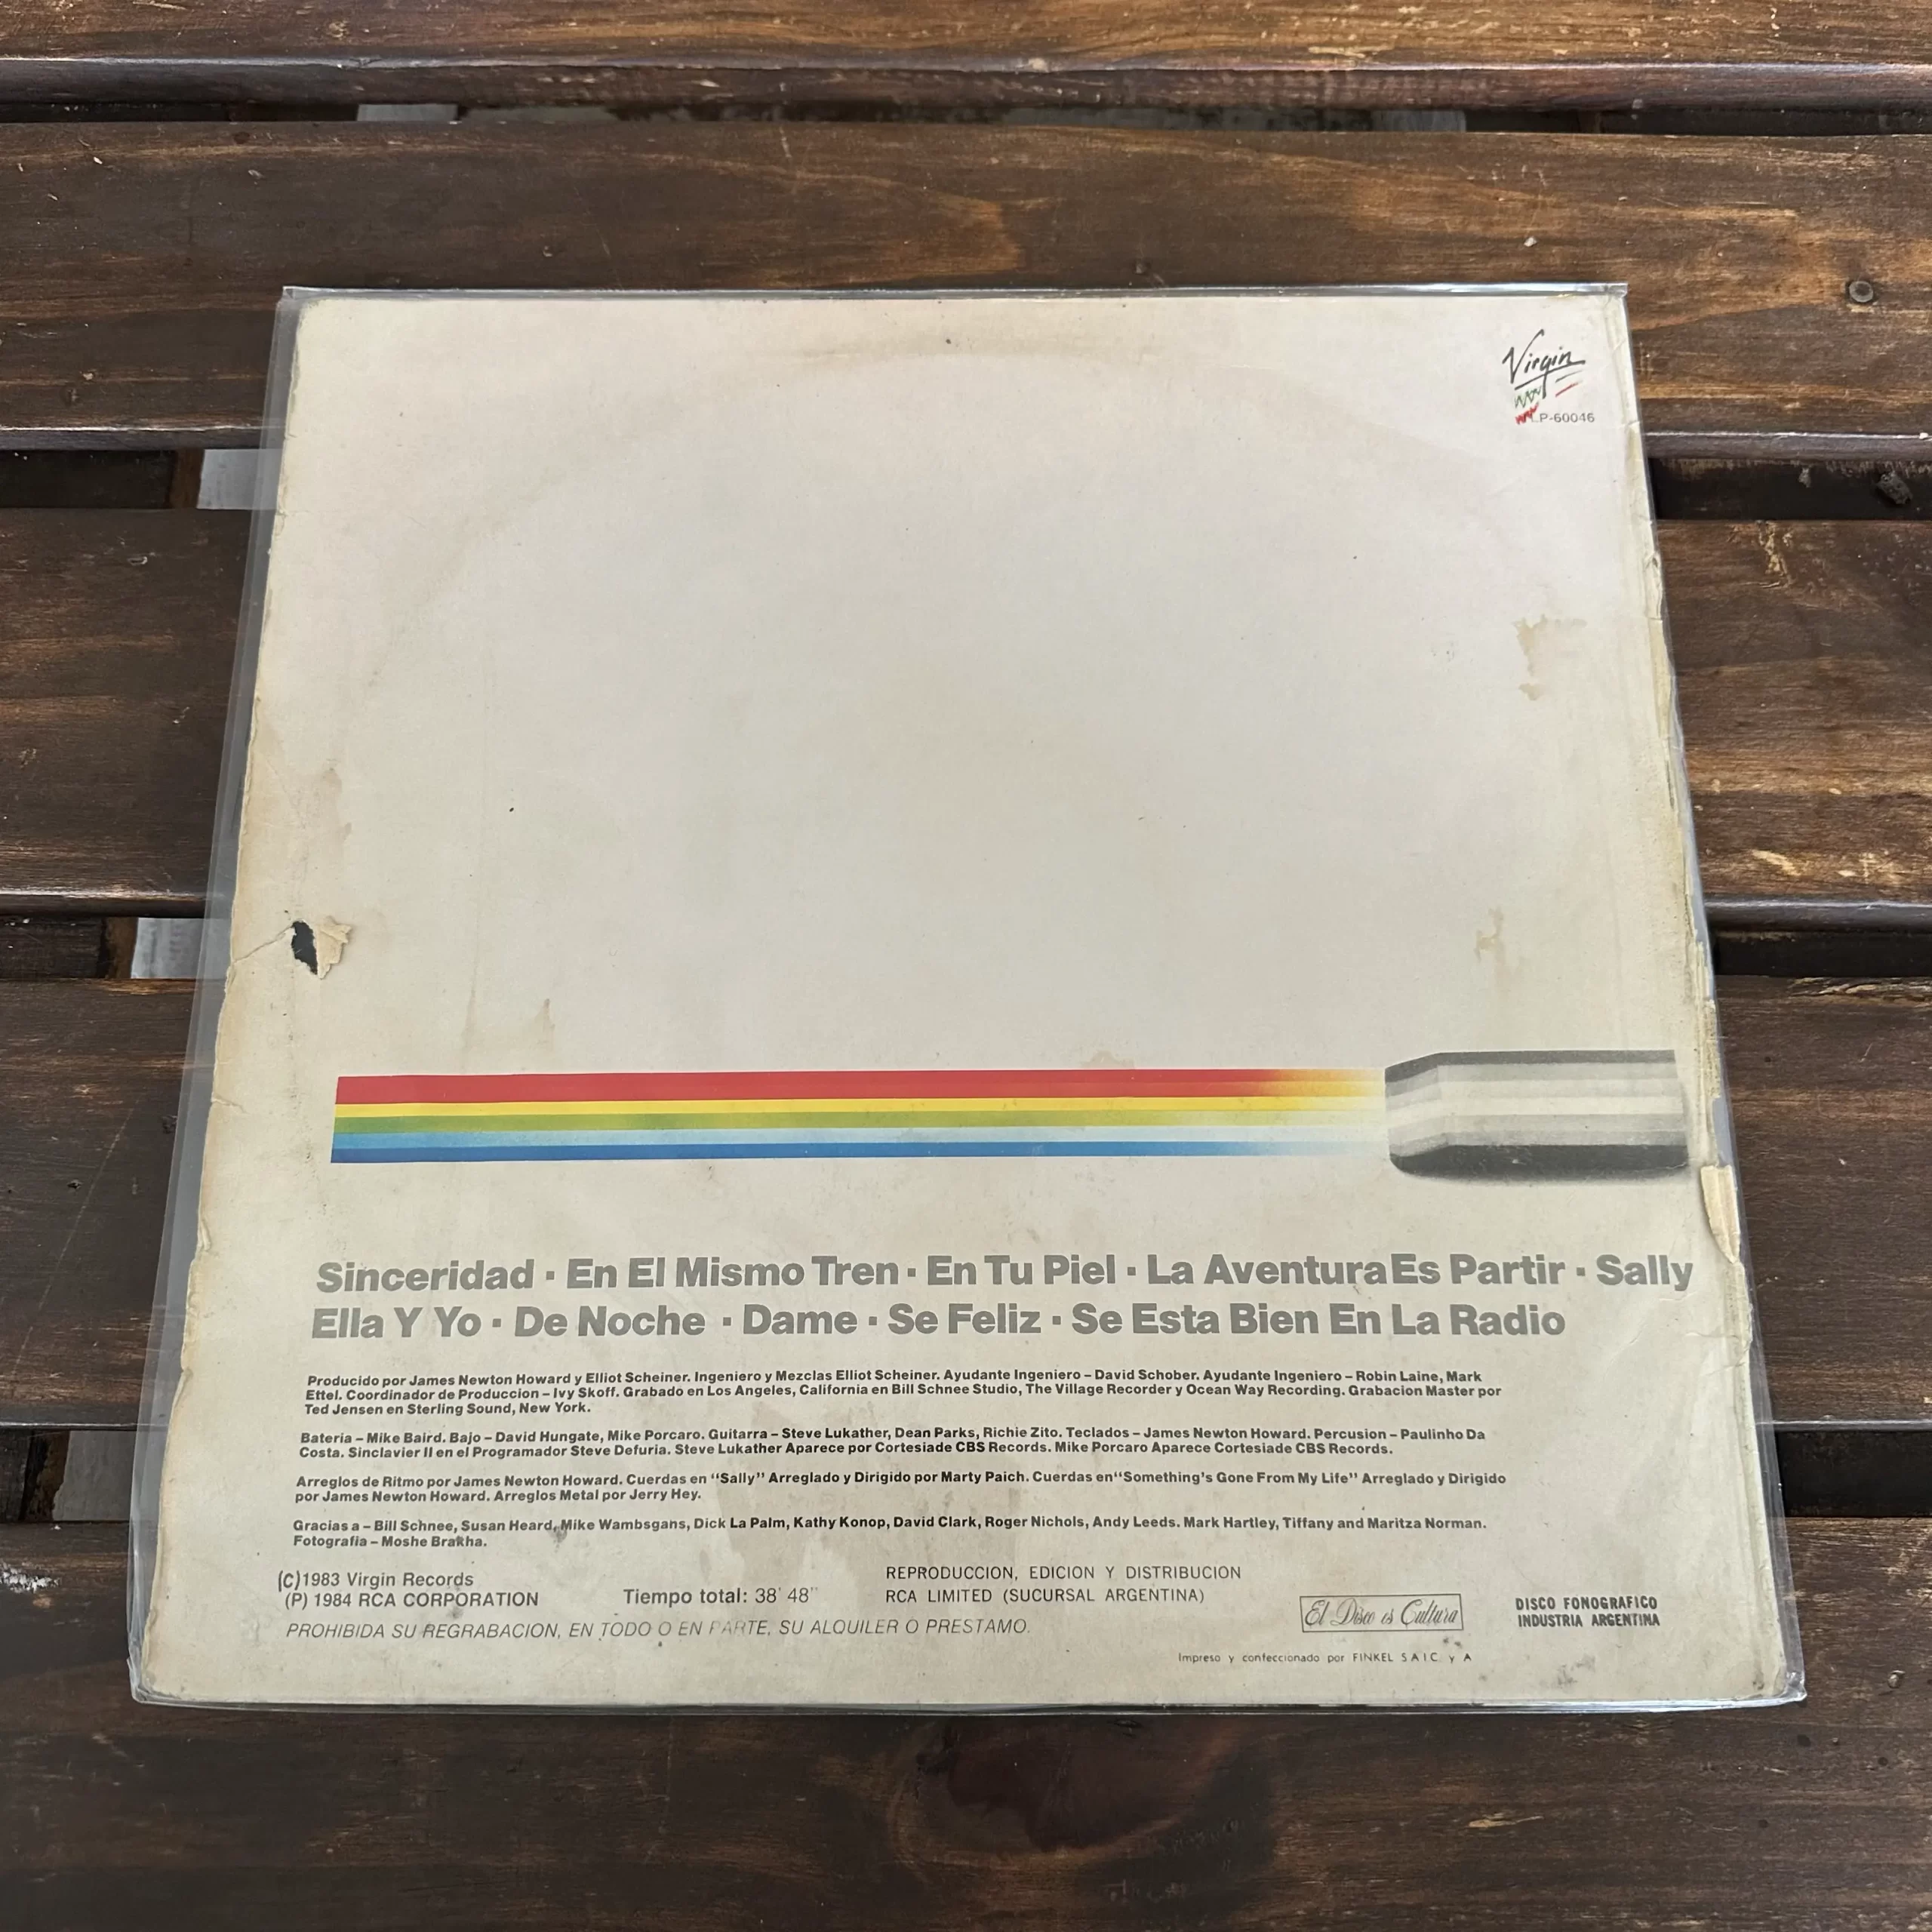 Virgin
LP-60046
Sinceridad · En El Mismo Tren · En Tu Piel · La Aventura Es Partir · Sally
Ella Y Yo · De Noche · Dame · Se Feliz · Se Esta Bien En La Radio
Producido por James Newton Howard y Elliot Scheiner. Ingeniero y Mezclas Elliot Scheiner. Ayudante Ingeniero – David Schober. Ayudante Ingeniero – Robin Laine, Mark
Ettel. Coordinador de Produccion – Ivy Skoff. Grabado en Los Angeles, California en Bill Schnee Studio, The Village Recorder y Ocean Way Recording. Grabacion Master por
Ted Jensen en Sterling Sound, New York.
Bateria – Mike Baird. Bajo – David Hungate, Mike Porcaro. Guitarra – Steve Lukather, Dean Parks, Richie Zito. Teclados – James Newton Howard. Percusion – Paulinho Da
Costa. Sinclavier II en el Programador Steve Defuria. Steve Lukather Aparece por Cortesiade CBS Records. Mike Porcaro Aparece Cortesiade CBS Records.
Arreglos de Ritmo por James Newton Howard. Cuerdas en "Sally" Arreglado y Dirigido por Marty Paich. Cuerdas en "Something's Gone From My Life" Arreglado y Dirigido
por James Newton Howard. Arreglos Metal por Jerry Hey.
Gracias a – Bill Schnee, Susan Heard, Mike Wambsgans, Dick La Palm, Kathy Konop, David Clark, Roger Nichols, Andy Leeds. Mark Hartley, Tiffany and Maritza Norman.
Fotografia – Moshe Brakha.
(C) 1983 Virgin Records
(P) 1984 RCA CORPORATION
Tiempo total: 38' 48"
REPRODUCCION, EDICION Y DISTRIBUCION
RCA LIMITED (SUCURSAL ARGENTINA)
El Disco es Cultura
DISCO FONOGRAFICO
INDUSTRIA ARGENTINA
PROHIBIDA SU REGRABACION, EN TODO O EN PARTE, SU ALQUILER O PRESTAMO.
Impreso y confeccionado por FINKEL S.A.I.C. y A